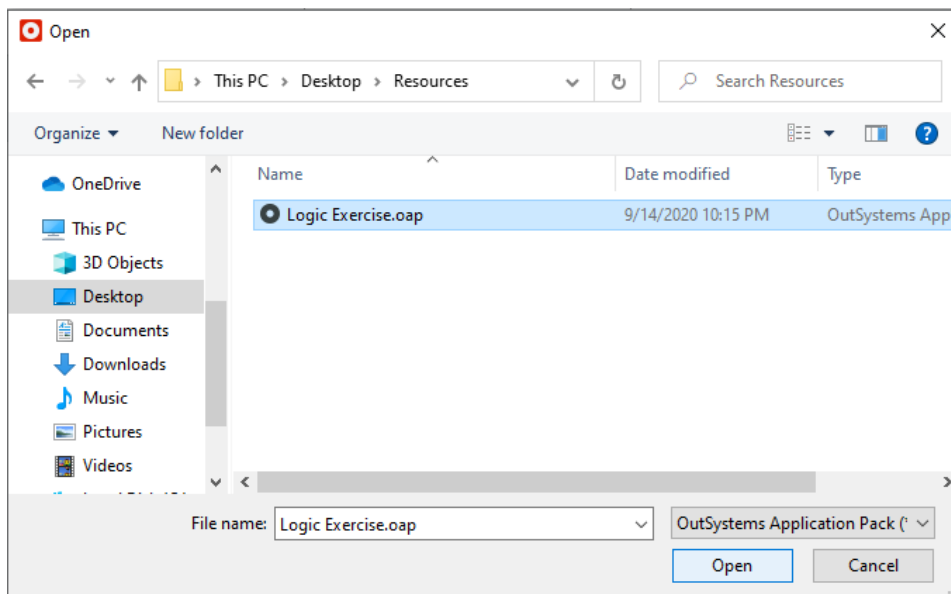 Open
This PC > Desktop > Resources
Search Resources
Organize
New folder
OneDrive
This PC
3D Objects
Desktop
Documents
Downloads
Music
Pictures
Videos
Name
Date modified
Type
Logic Exercise.oap
9/14/2020 10:15 PM
OutSystems App
File name:
Logic Exercise.oap
OutSystems Application Pack (
Open
Cancel